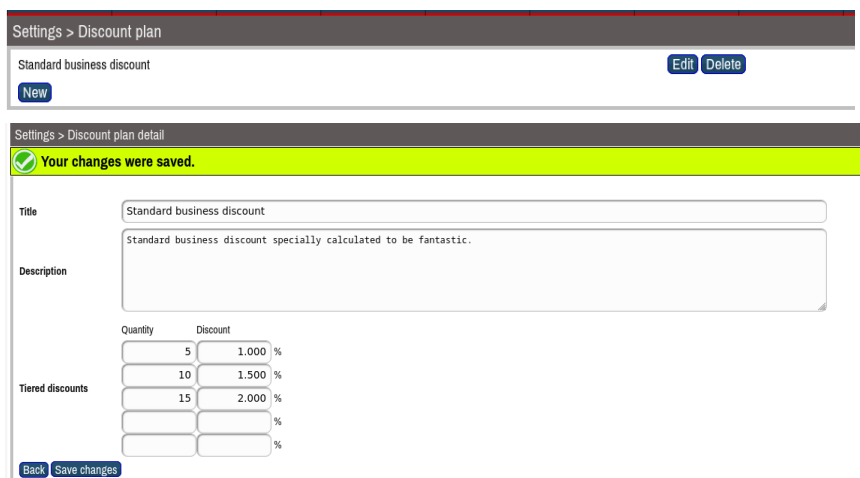 Settings > Discount plan
Standard business discount Edit Delete
New
Settings > Discount plan detail
Your changes were saved.
Title Standard business discount
Standard business discount specially calculated to be fantastic.
Description
Quantity Discount
5 1.000 %
10 1.500 %
Tiered discounts
15 2.000 %
%
%
Back Save changes